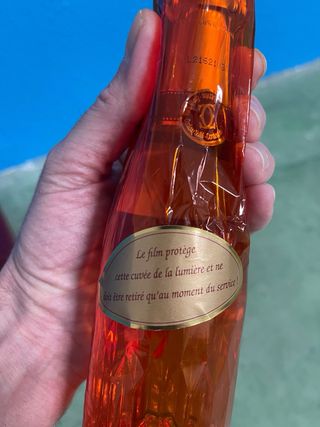 Le film protège
cette cuvée de la lumière et ne
doit être retiré qu'au moment du service